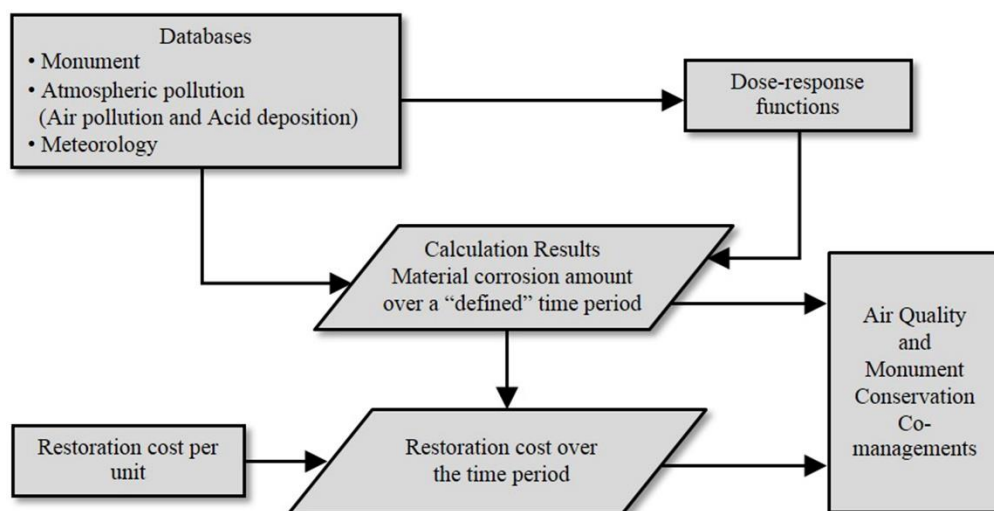 Databases
• Monument
• Atmospheric pollution
(Air pollution and Acid deposition)
• Meteorology
Dose-response
functions
Calculation Results
Material corrosion amount
over a “defined” time period
Air Quality
and
Monument
Conservation
Co-
managements
Restoration cost per
unit
Restoration cost over
the time period